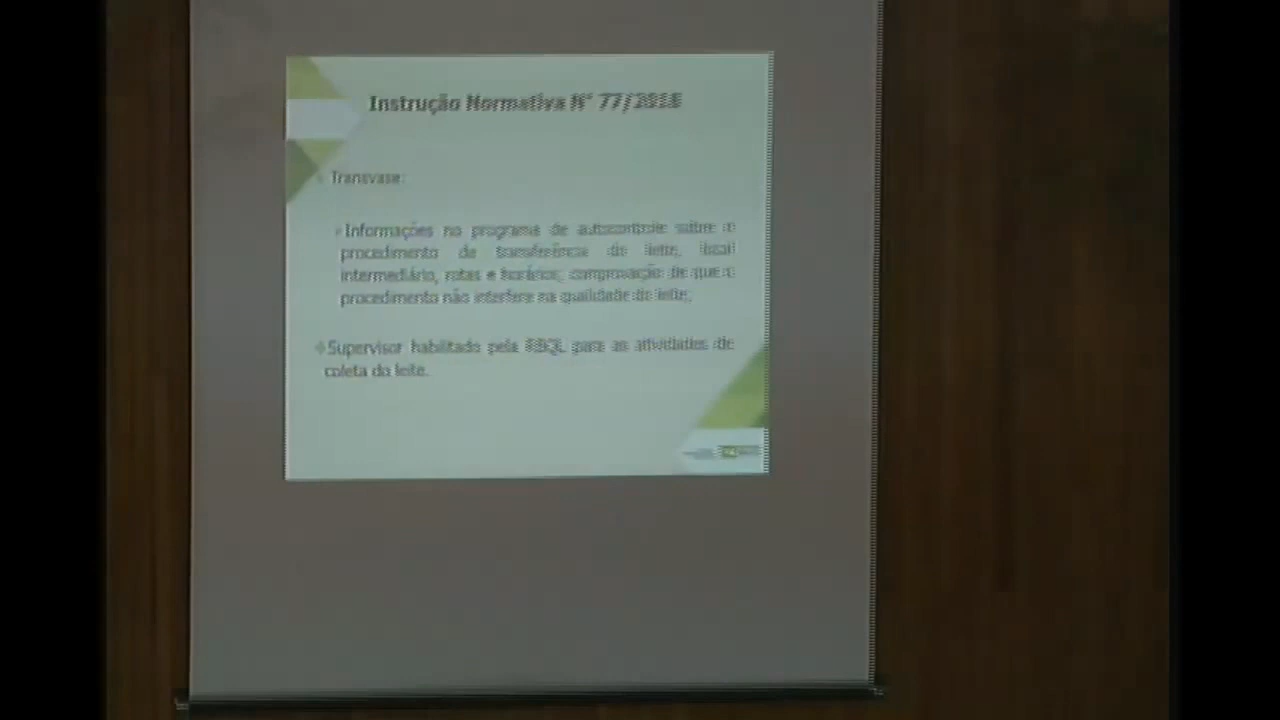 Instrução Normativa N° 77/2018
Transvase:
Informações no programa de autocontrole sobre o
procedimento de transferência do leite, local
intermediário, rotas e horários; comprovação de que o
procedimento não interfere na qualidade do leite;
Supervisor habilitado pela RBQL para as atividades de
coleta do leite.